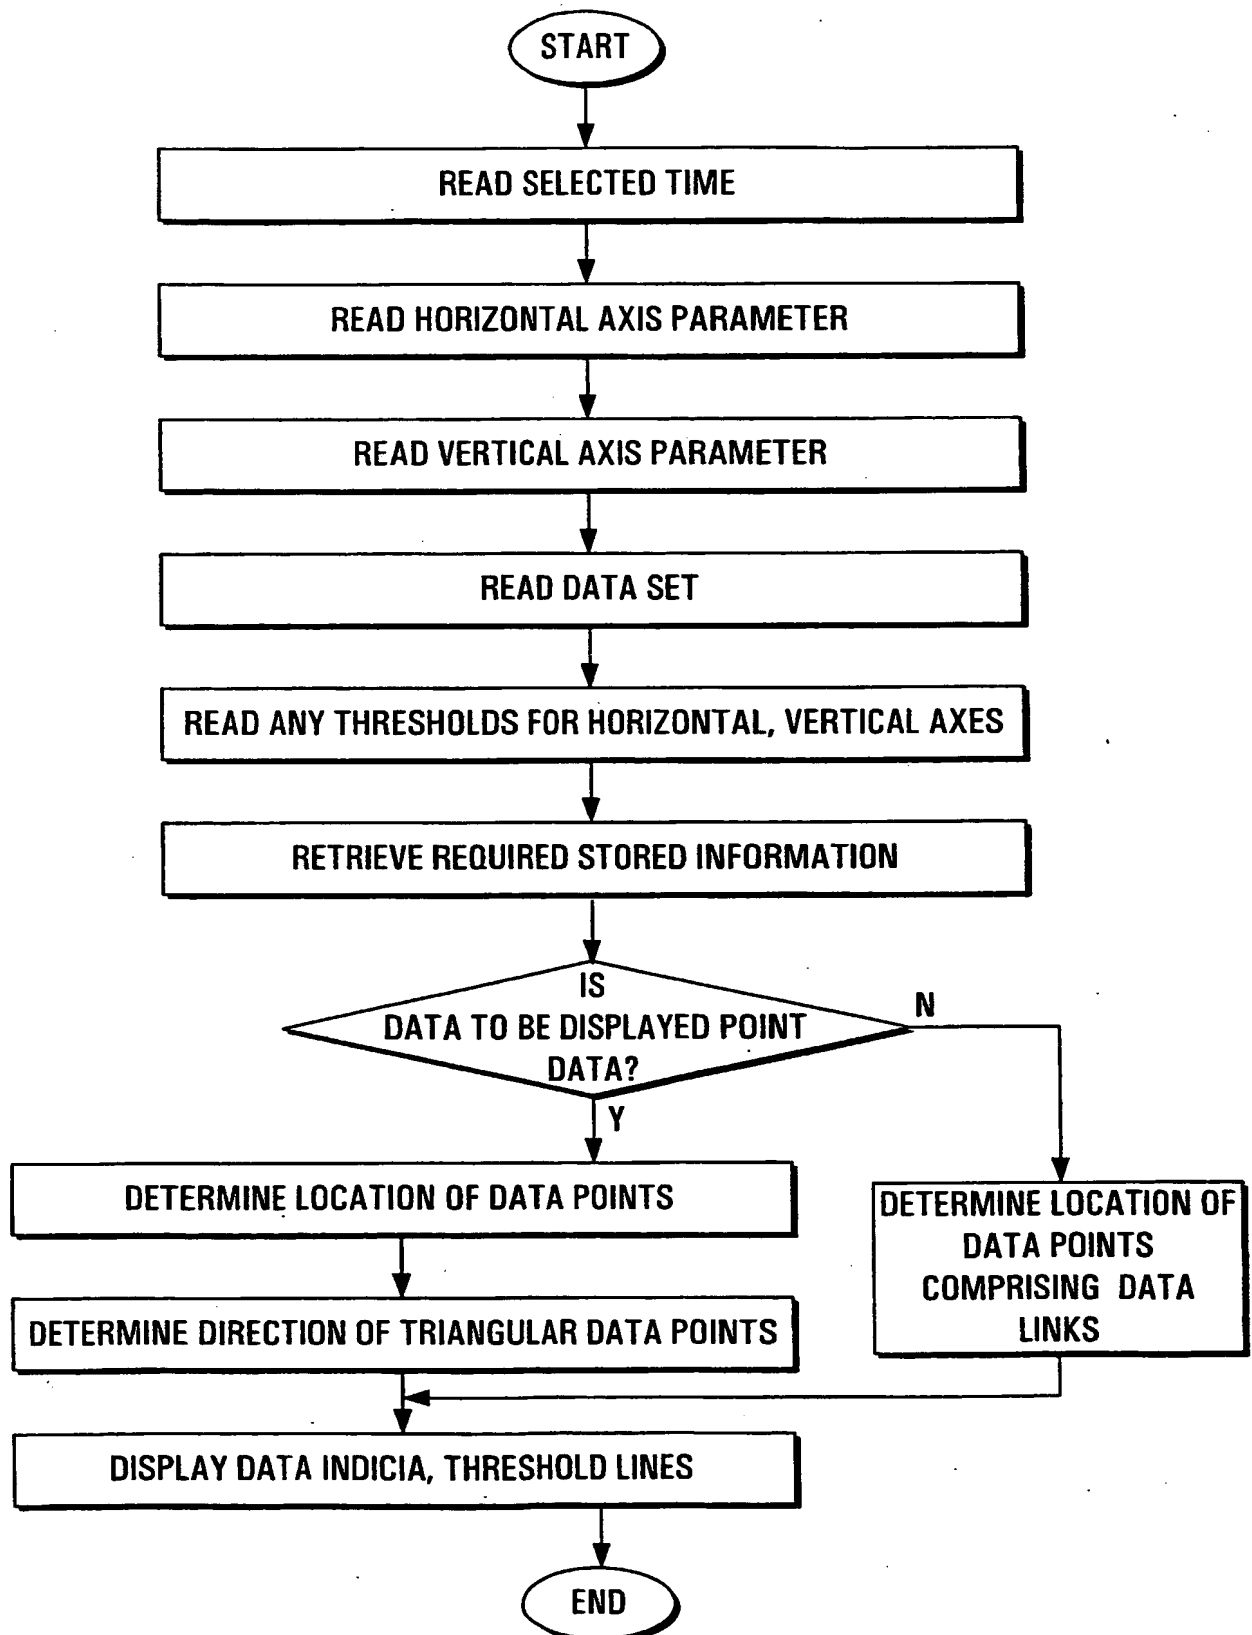 START
READ SELECTED TIME
READ HORIZONTAL AXIS PARAMETER
READ VERTICAL AXIS PARAMETER
READ DATA SET
READ ANY THRESHOLDS FOR HORIZONTAL, VERTICAL AXES
RETRIEVE REQUIRED STORED INFORMATION
IS
DATA TO BE DISPLAYED POINT
DATA?
N
Y
DETERMINE LOCATION OF DATA POINTS
DETERMINE DIRECTION OF TRIANGULAR DATA POINTS
DETERMINE LOCATION OF
DATA POINTS
COMPRISING DATA
LINKS
DISPLAY DATA INDICIA, THRESHOLD LINES
END